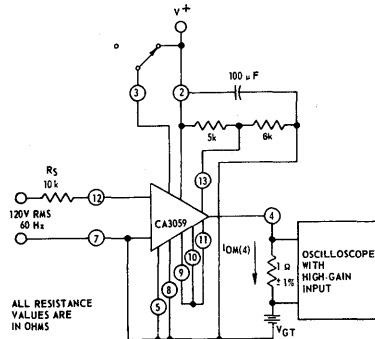 V+
100 µF
3
2
5k
6k
13
RS
10 k
12
4
120V RMS
60 Hz
CA3059
7
11
10
9
8
5
IOM(4)
1 Ω
± 1%
OSCILLOSCOPE
WITH
HIGH-GAIN
INPUT
VGT
ALL RESISTANCE
VALUES ARE
IN OHMS